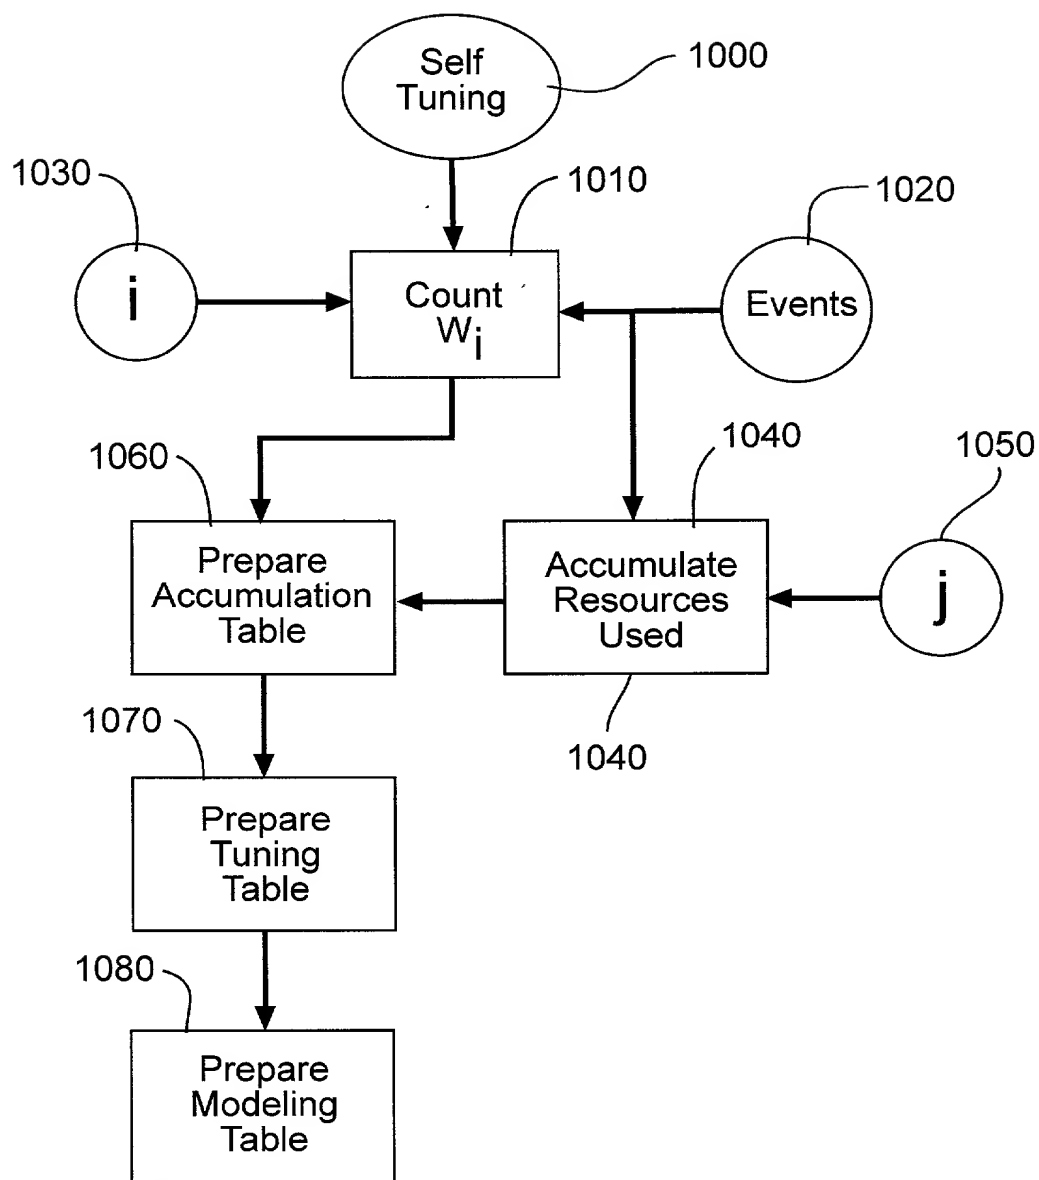 Self
Tuning
1000
1030
1010
1020
i
Count
Wi
Events
1060
1040
1050
Prepare
Accumulation
Table
Accumulate
Resources
Used
j
1070
1040
Prepare
Tuning
Table
1080
Prepare
Modeling
Table